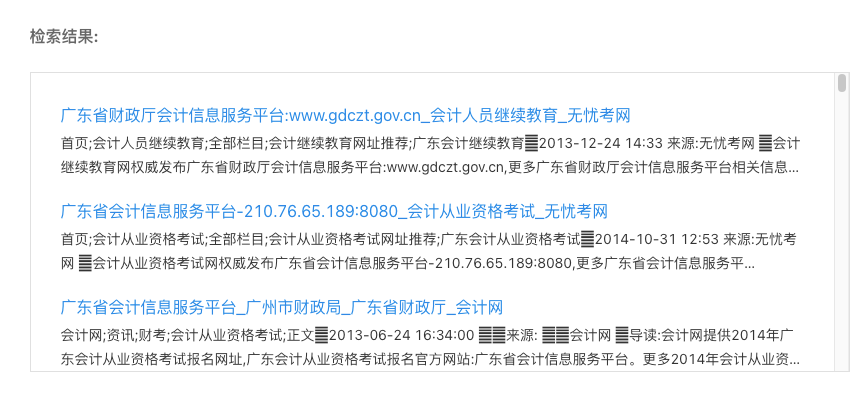 检索结果:
广东省财政厅会计信息服务平台:www.gdczt.gov.cn_会计人员继续教育_无忧考网
首页;会计人员继续教育;全部栏目;会计继续教育网址推荐;广东会计继续教育䷀2013-12-24 14:33 来源:无忧考网 ䷀会计
继续教育网权威发布广东省财政厅会计信息服务平台:www.gdczt.gov.cn,更多广东省财政厅会计信息服务平台相关信息...
广东省会计信息服务平台-210.76.65.189:8080_会计从业资格考试_无忧考网
首页;会计从业资格考试;全部栏目;会计从业资格考试网址推荐;广东会计从业资格考试䷀2014-10-31 12:53 来源:无忧考
网 ䷀会计从业资格考试网权威发布广东省会计信息服务平台-210.76.65.189:8080,更多广东省会计信息服务平...
广东省会计信息服务平台_广州市财政局_广东省财政厅_会计网
会计网;资讯;财考;会计从业资格考试;正文䷀2013-06-24 16:34:00 ䷀䷀来源: ䷀䷀会计网 ䷀导读:会计网提供2014年广
东会计从业资格考试报名网址,广东会计从业资格考试报名官方网站:广东省会计信息服务平台。更多2014年会计从业资...